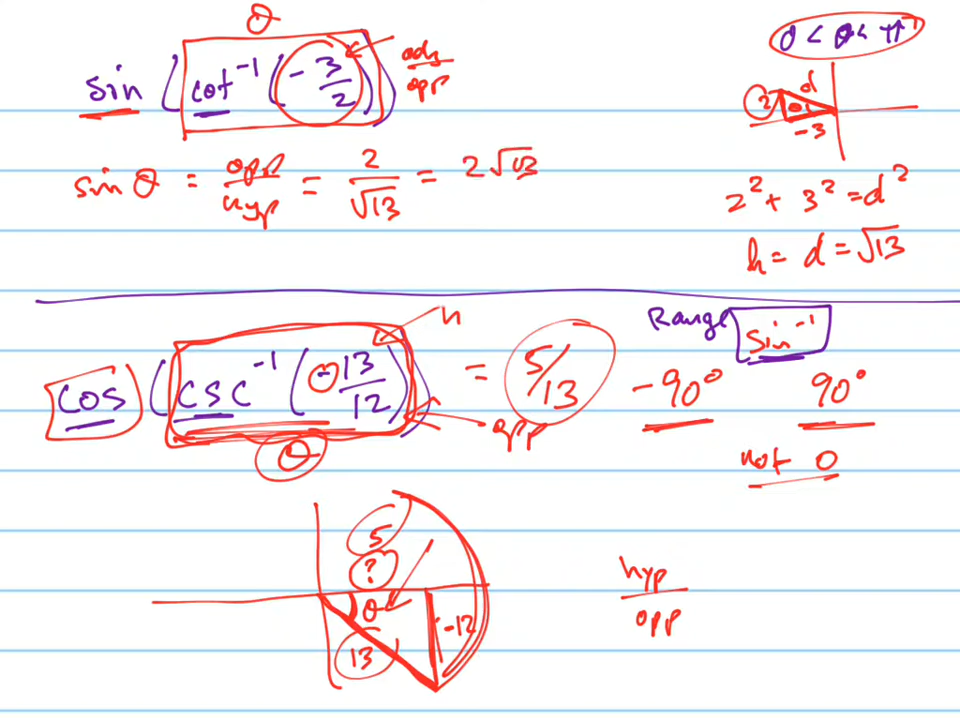 θ
sin (cot⁻¹(-3/2)) adj/opp
0 < θ < π
2 d θ
-3
sin θ = opp/hyp = 2/√13 = 2√13
2² + 3² = d²
h = d = √13
h
Range sin⁻¹
cos (csc⁻¹(-13/12)) = 5/13
opp
-90° 90°
θ
not 0
5
?
θ
-12
13
hyp/opp